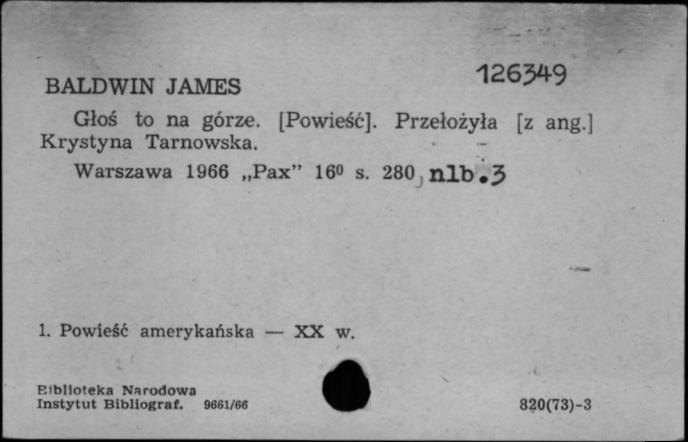 126349
BALDWIN JAMES
Głoś to na górze. [Powieść]. Przełożyła [z ang.]
Krystyna Tarnowska.
Warszawa 1966 „Pax” 16⁰ s. 280, nlb.3
1. Powieść amerykańska — XX w.
Biblioteka Narodowa
Instytut Bibliograf. 9661/66
820(73)-3